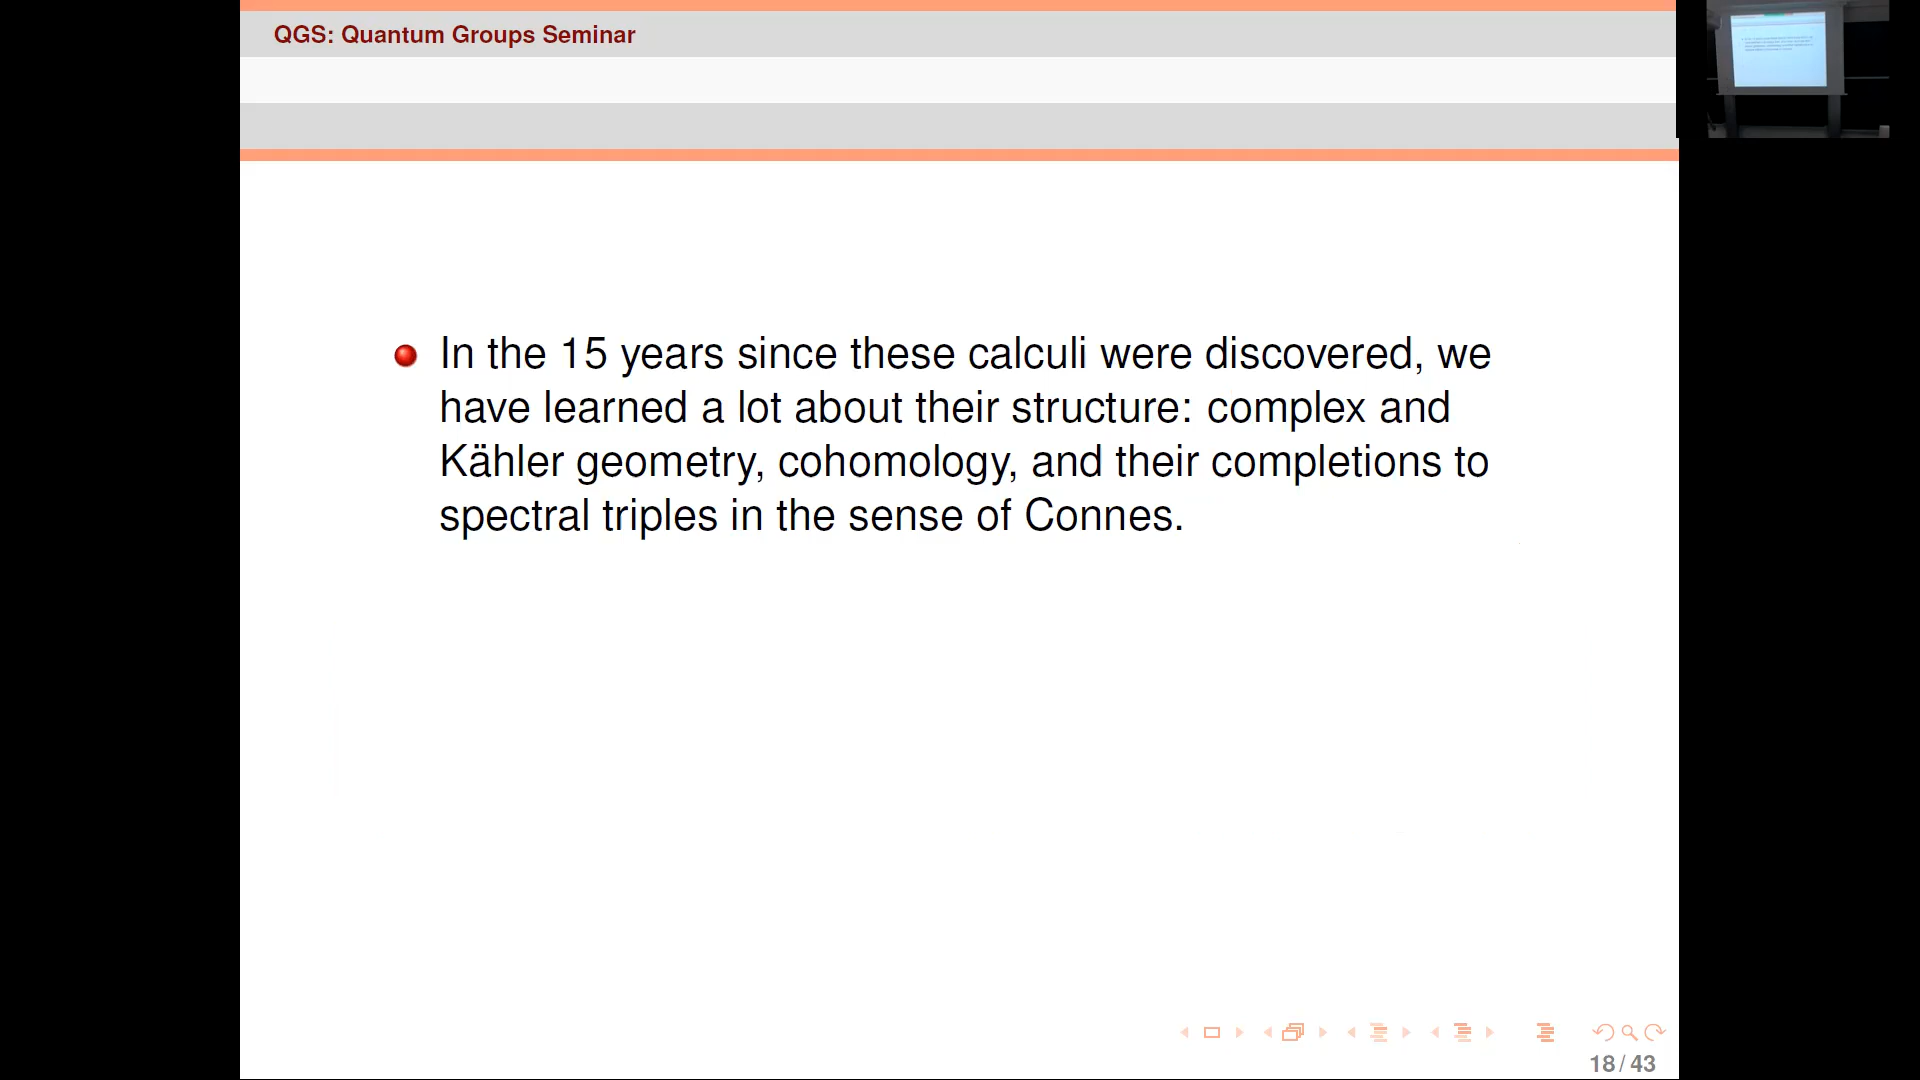 QGS: Quantum Groups Seminar
In the 15 years since these calculi were discovered, we
have learned a lot about their structure: complex and
Kähler geometry, cohomology, and their completions to
spectral triples in the sense of Connes.
18 / 43